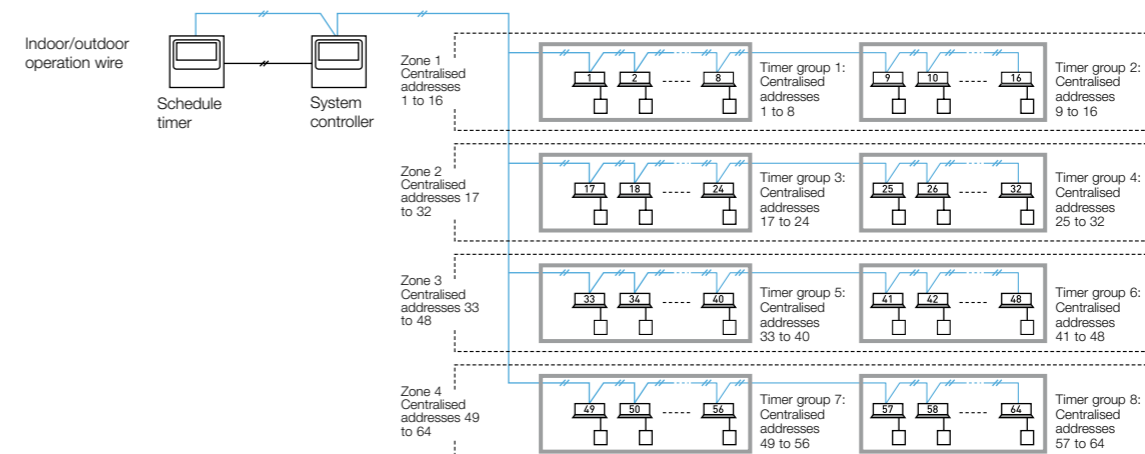 Indoor/outdoor
operation wire
Schedule
timer
System
controller
Zone 1
Centralised
addresses
1 to 16
1 2 8
Timer group 1:
Centralised
addresses
1 to 8
9 10 16
Timer group 2:
Centralised
addresses
9 to 16
Zone 2
Centralised
addresses 17
to 32
17 18 24
Timer group 3:
Centralised
addresses
17 to 24
25 26 32
Timer group 4:
Centralised
addresses
25 to 32
Zone 3
Centralised
addresses 33
to 48
33 34 40
Timer group 5:
Centralised
addresses
33 to 40
41 42 48
Timer group 6:
Centralised
addresses
41 to 48
Zone 4
Centralised
addresses 49
to 64
49 50 56
Timer group 7:
Centralised
addresses
49 to 56
57 58 64
Timer group 8:
Centralised
addresses
57 to 64